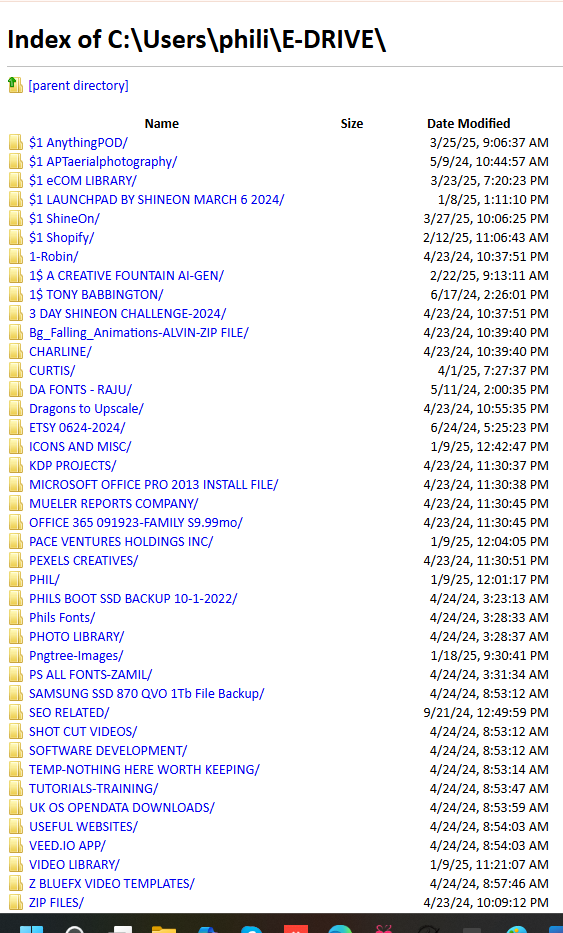 Index of C:\Users\phili\E-DRIVE\
[parent directory]
Name Size Date Modified
$1 AnythingPOD/ 3/25/25, 9:06:37 AM
$1 APTaerialphotography/ 5/9/24, 10:44:57 AM
$1 eCOM LIBRARY/ 3/23/25, 7:20:23 PM
$1 LAUNCHPAD BY SHINEON MARCH 6 2024/ 1/8/25, 1:11:10 PM
$1 ShineOn/ 3/27/25, 10:06:25 PM
$1 Shopify/ 2/12/25, 11:06:43 AM
1-Robin/ 4/23/24, 10:37:51 PM
1$ A CREATIVE FOUNTAIN AI-GEN/ 2/22/25, 9:13:11 AM
1$ TONY BABBINGTON/ 6/17/24, 2:26:01 PM
3 DAY SHINEON CHALLENGE-2024/ 4/23/24, 10:37:51 PM
Bg_Falling_Animations-ALVIN-ZIP FILE/ 4/23/24, 10:39:40 PM
CHARLINE/ 4/23/24, 10:39:40 PM
CURTIS/ 4/1/25, 7:27:37 PM
DA FONTS - RAJU/ 5/11/24, 2:00:35 PM
Dragons to Upscale/ 4/23/24, 10:55:35 PM
ETSY 0624-2024/ 6/24/24, 5:25:23 PM
ICONS AND MISC/ 1/9/25, 12:42:47 PM
KDP PROJECTS/ 4/23/24, 11:30:37 PM
MICROSOFT OFFICE PRO 2013 INSTALL FILE/ 4/23/24, 11:30:38 PM
MUELER REPORTS COMPANY/ 4/23/24, 11:30:45 PM
OFFICE 365 091923-FAMILY S9.99mo/ 4/23/24, 11:30:45 PM
PACE VENTURES HOLDINGS INC/ 1/9/25, 12:04:05 PM
PEXELS CREATIVES/ 4/23/24, 11:30:51 PM
PHIL/ 1/9/25, 12:01:17 PM
PHILS BOOT SSD BACKUP 10-1-2022/ 4/24/24, 3:23:13 AM
Phils Fonts/ 4/24/24, 3:28:33 AM
PHOTO LIBRARY/ 4/24/24, 3:28:37 AM
Pngtree-Images/ 1/18/25, 9:30:41 PM
PS ALL FONTS-ZAMIL/ 4/24/24, 3:31:34 AM
SAMSUNG SSD 870 QVO 1Tb File Backup/ 4/24/24, 8:53:12 AM
SEO RELATED/ 9/21/24, 12:49:59 PM
SHOT CUT VIDEOS/ 4/24/24, 8:53:12 AM
SOFTWARE DEVELOPMENT/ 4/24/24, 8:53:12 AM
TEMP-NOTHING HERE WORTH KEEPING/ 4/24/24, 8:53:14 AM
TUTORIALS-TRAINING/ 4/24/24, 8:53:47 AM
UK OS OPENDATA DOWNLOADS/ 4/24/24, 8:53:59 AM
USEFUL WEBSITES/ 4/24/24, 8:54:03 AM
VEED.IO APP/ 4/24/24, 8:54:03 AM
VIDEO LIBRARY/ 1/9/25, 11:21:07 AM
Z BLUEFX VIDEO TEMPLATES/ 4/24/24, 8:57:46 AM
ZIP FILES/ 4/23/24, 10:09:12 PM